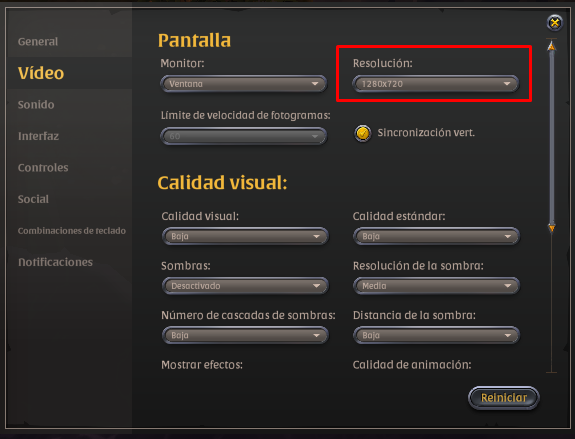 General
Vídeo
Sonido
Interfaz
Controles
Social
Combinaciones de teclado
Notificaciones
Pantalla
Monitor: Resolución:
Ventana 1280x720
Límite de velocidad de fotogramas:
60 Sincronización vert.
Calidad visual:
Calidad visual: Calidad estándar:
Baja Baja
Sombras: Resolución de la sombra:
Desactivado Media
Número de cascadas de sombras: Distancia de la sombra:
Baja Baja
Mostrar efectos: Calidad de animación:
Reiniciar